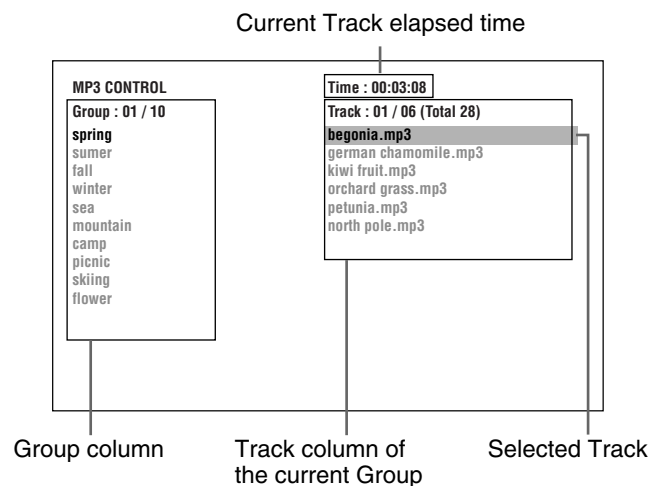 Current Track elapsed time
MP3 CONTROL
Time : 00:03:08
Group : 01 / 10
spring
sumer
fall
winter
sea
mountain
camp
picnic
skiing
flower
Track : 01 / 06 (Total 28)
begonia.mp3
german chamomile.mp3
kiwi fruit.mp3
orchard grass.mp3
petunia.mp3
north pole.mp3
Group column
Track column of
the current Group
Selected Track